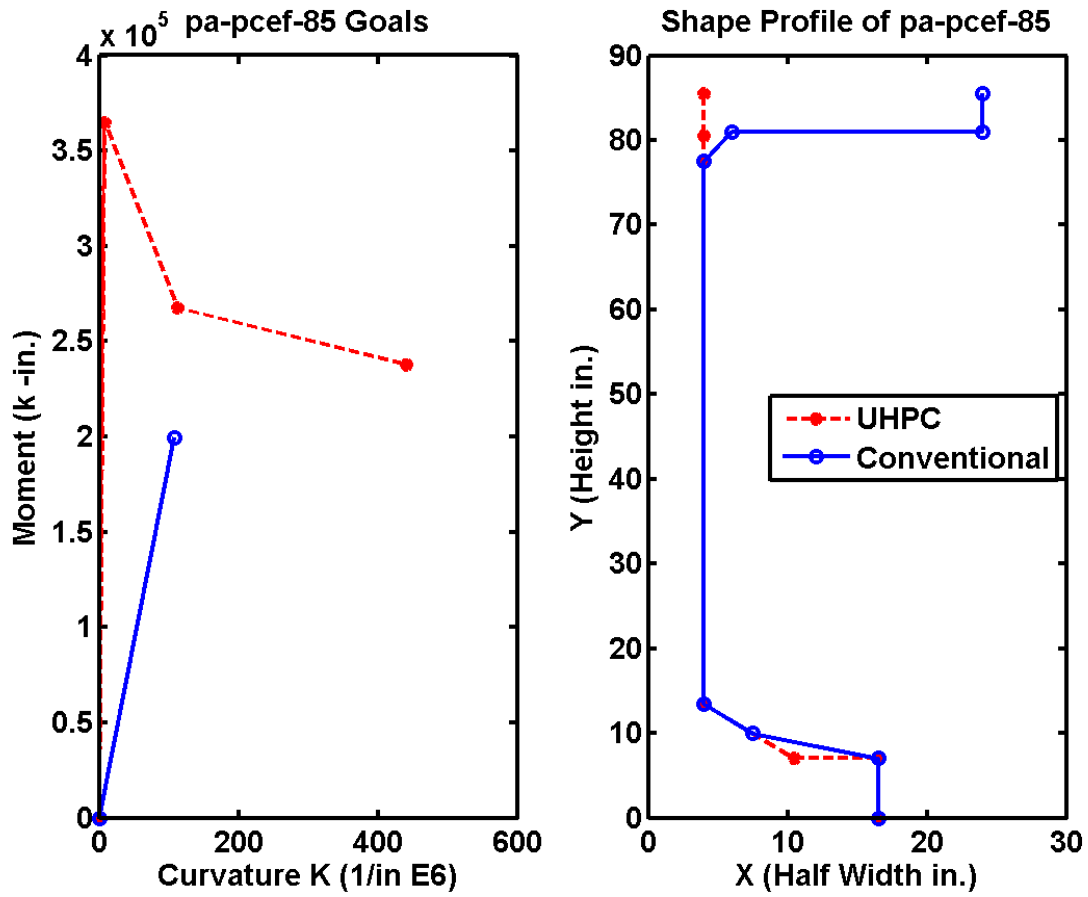 x 10⁵ pa-pcef-85 Goals
4
3.5
3
2.5
2
1.5
1
0.5
0
0 200 400 600
Moment (k -in.)
Curvature K (1/in E6)
Shape Profile of pa-pcef-85
90
80
70
60
50
40
30
20
10
0
0 10 20 30
Y (Height in.)
X (Half Width in.)
UHPC
Conventional